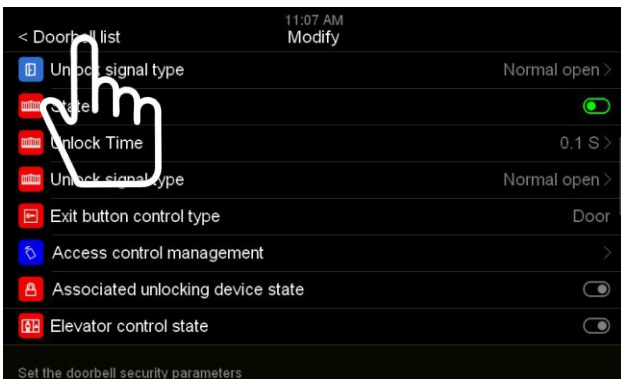 11:07 AM
< Doorbell list
Modify
Unlock signal type
Normal open >
State
Unlock Time
0.1 S >
Unlock signal type
Normal open >
Exit button control type
Door
Access control management
>
Associated unlocking device state
Elevator control state
Set the doorbell security parameters